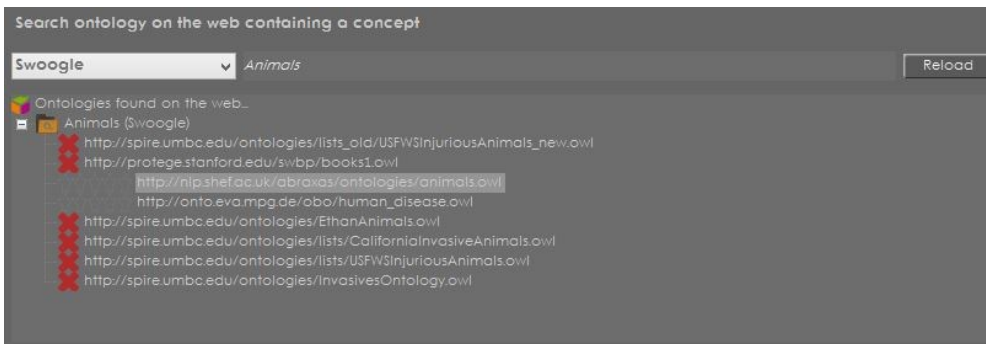 Search ontology on the web containing a concept
Swoogle Animals Reload
Ontologies found on the web...
Animals (Swoogle)
http://spire.umbc.edu/ontologies/lists_old/USFWSInjuriousAnimals_new.owl
http://protege.stanford.edu/swbp/books1.owl
http://nlp.shef.ac.uk/abraxas/ontologies/animals.owl
http://onto.eva.mpg.de/obo/human_disease.owl
http://spire.umbc.edu/ontologies/EthanAnimals.owl
http://spire.umbc.edu/ontologies/lists/CaliforniaInvasiveAnimals.owl
http://spire.umbc.edu/ontologies/lists/USFWSInjuriousAnimals.owl
http://spire.umbc.edu/ontologies/InvasivesOntology.owl